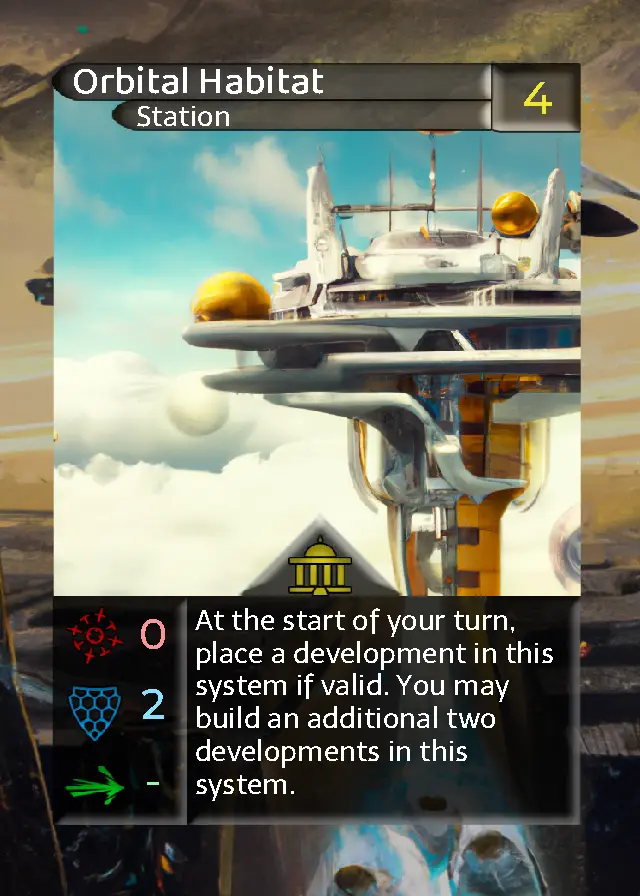 Orbital Habitat
4
Station
0
At the start of your turn,
place a development in this
system if valid. You may
build an additional two
developments in this
system.
2
-